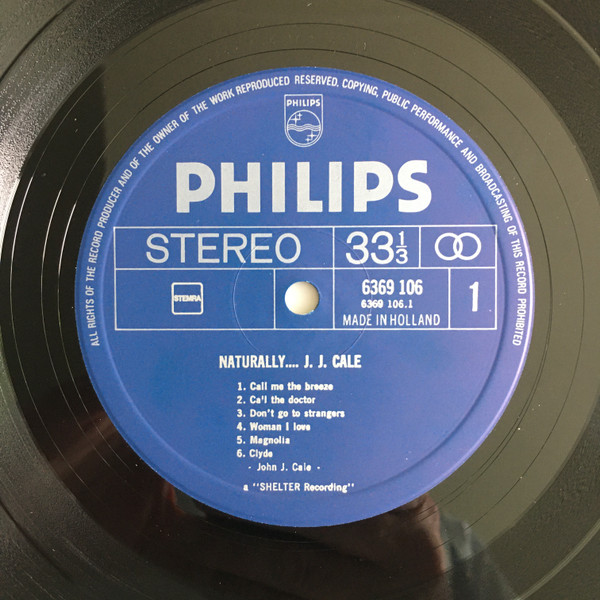 ALL RIGHTS OF THE RECORD PRODUCER AND OF THE OWNER OF THE WORK REPRODUCED RESERVED. COPYING, PUBLIC PERFORMANCE AND BROADCASTING OF THIS RECORD PROHIBITED
PHILIPS
PHILIPS
STEREO 33 1/3
STEMRA 6369 106 1
6369 106.1
MADE IN HOLLAND
NATURALLY.... J. J. CALE
1. Call me the breeze
2. Ca'l the doctor
3. Don't go to strangers
4. Woman I love
5. Magnolia
6. Clyde
- John J. Cale -
a "SHELTER Recording"